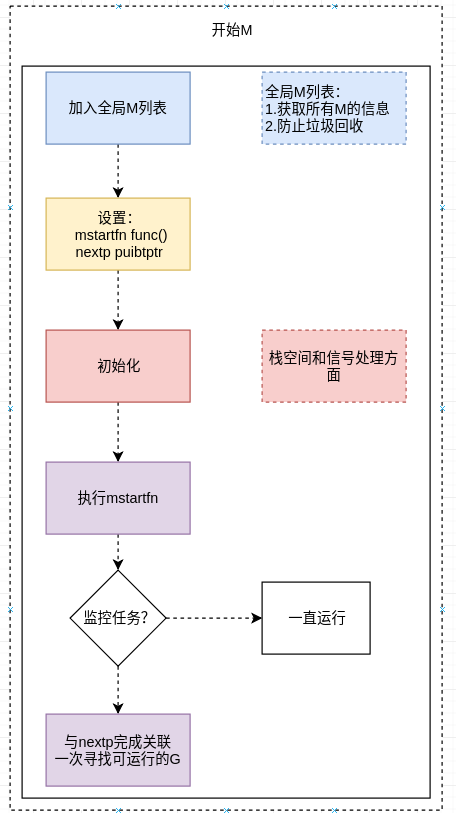 开始M
加入全局M列表
全局M列表：
1.获取所有M的信息
2.防止垃圾回收
设置：
mstartfn func()
nextp puibtptr
初始化
栈空间和信号处理方
面
执行mstartfn
监控任务？
一直运行
与nextp完成关联
一次寻找可运行的G